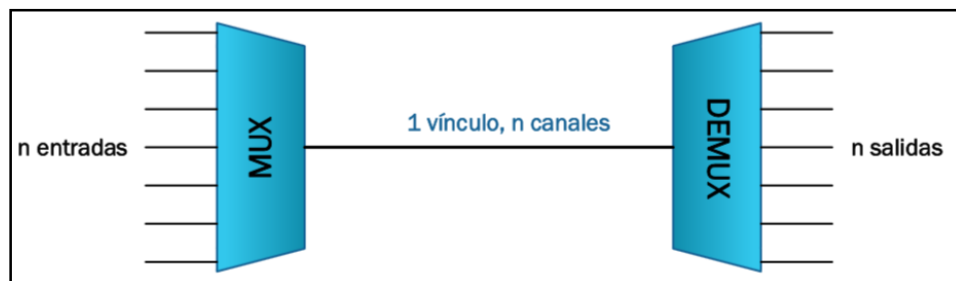 n entradas
MUX
1 vínculo, n canales
DEMUX
n salidas